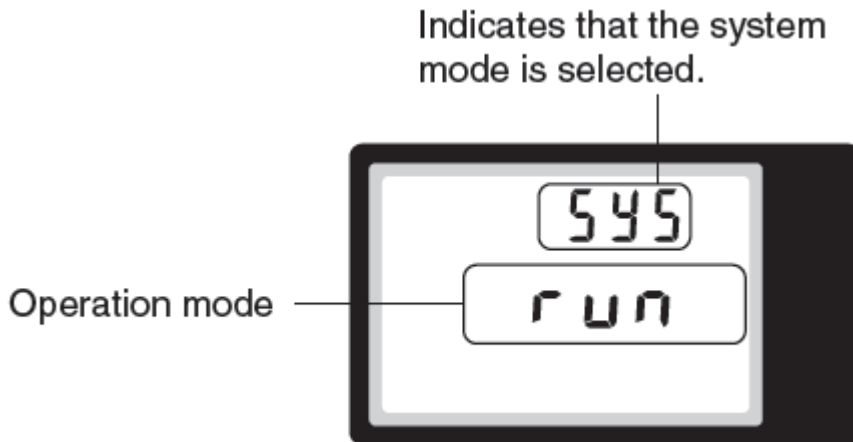 Indicates that the system
mode is selected.
SYS
Operation mode
run